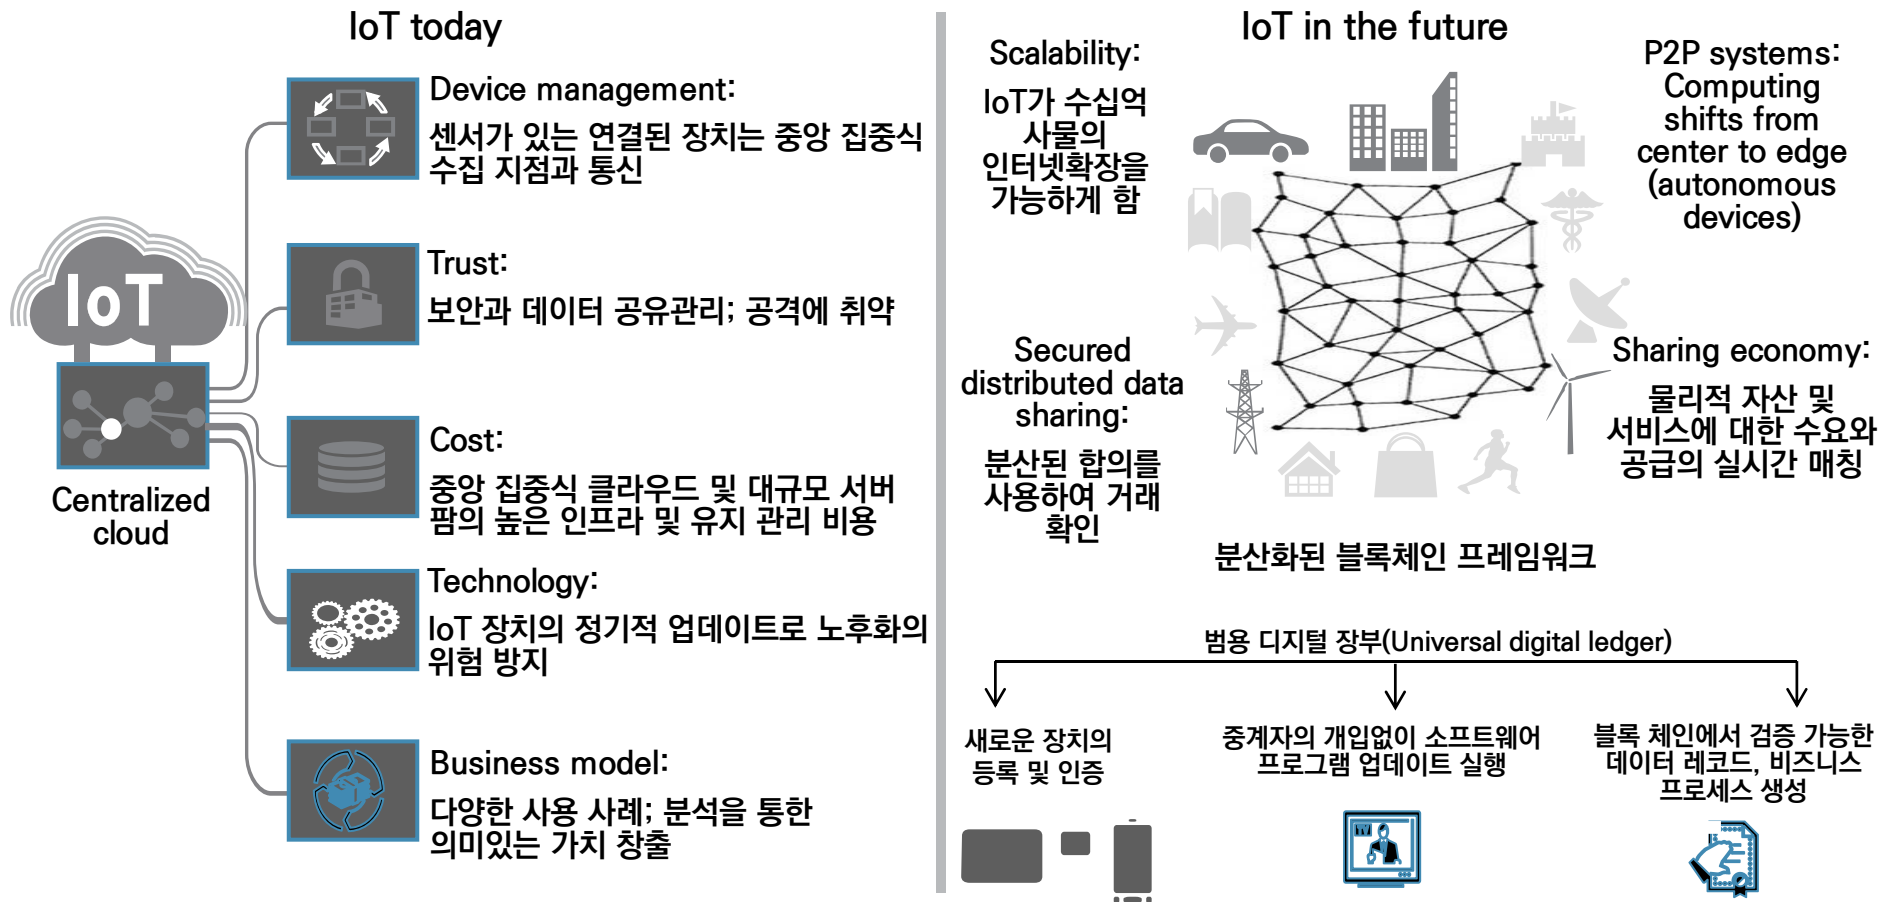 IoT today
Device management:
센서가 있는 연결된 장치는 중앙 집중식
수집 지점과 통신
Trust:
보안과 데이터 공유관리; 공격에 취약
IoT
Centralized
cloud
Cost:
중앙 집중식 클라우드 및 대규모 서버
팜의 높은 인프라 및 유지 관리 비용
Technology:
IoT 장치의 정기적 업데이트로 노후화의
위험 방지
Business model:
다양한 사용 사례; 분석을 통한
의미있는 가치 창출
IoT in the future
Scalability:
IoT가 수십억
사물의
인터넷확장을
가능하게 함
P2P systems:
Computing
shifts from
center to edge
(autonomous
devices)
Secured
distributed data
sharing:
분산된 합의를
사용하여 거래
확인
Sharing economy:
물리적 자산 및
서비스에 대한 수요와
공급의 실시간 매칭
분산화된 블록체인 프레임워크
범용 디지털 장부(Universal digital ledger)
새로운 장치의
등록 및 인증
중계자의 개입없이 소프트웨어
프로그램 업데이트 실행
TV
블록 체인에서 검증 가능한
데이터 레코드, 비즈니스
프로세스 생성